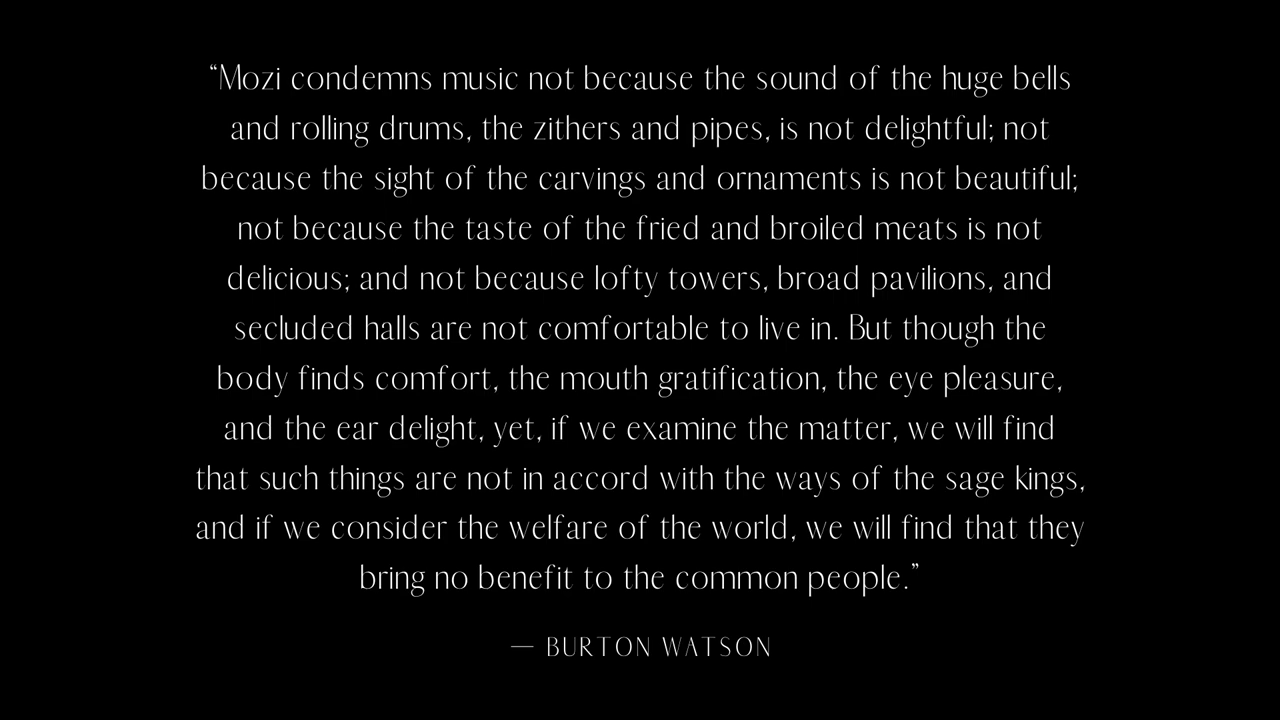 “Mozi condemns music not because the sound of the huge bells
and rolling drums, the zithers and pipes, is not delightful; not
because the sight of the carvings and ornaments is not beautiful;
not because the taste of the fried and broiled meats is not
delicious; and not because lofty towers, broad pavilions, and
secluded halls are not comfortable to live in. But though the
body finds comfort, the mouth gratification, the eye pleasure,
and the ear delight, yet, if we examine the matter, we will find
that such things are not in accord with the ways of the sage kings,
and if we consider the welfare of the world, we will find that they
bring no benefit to the common people.”
— BURTON WATSON